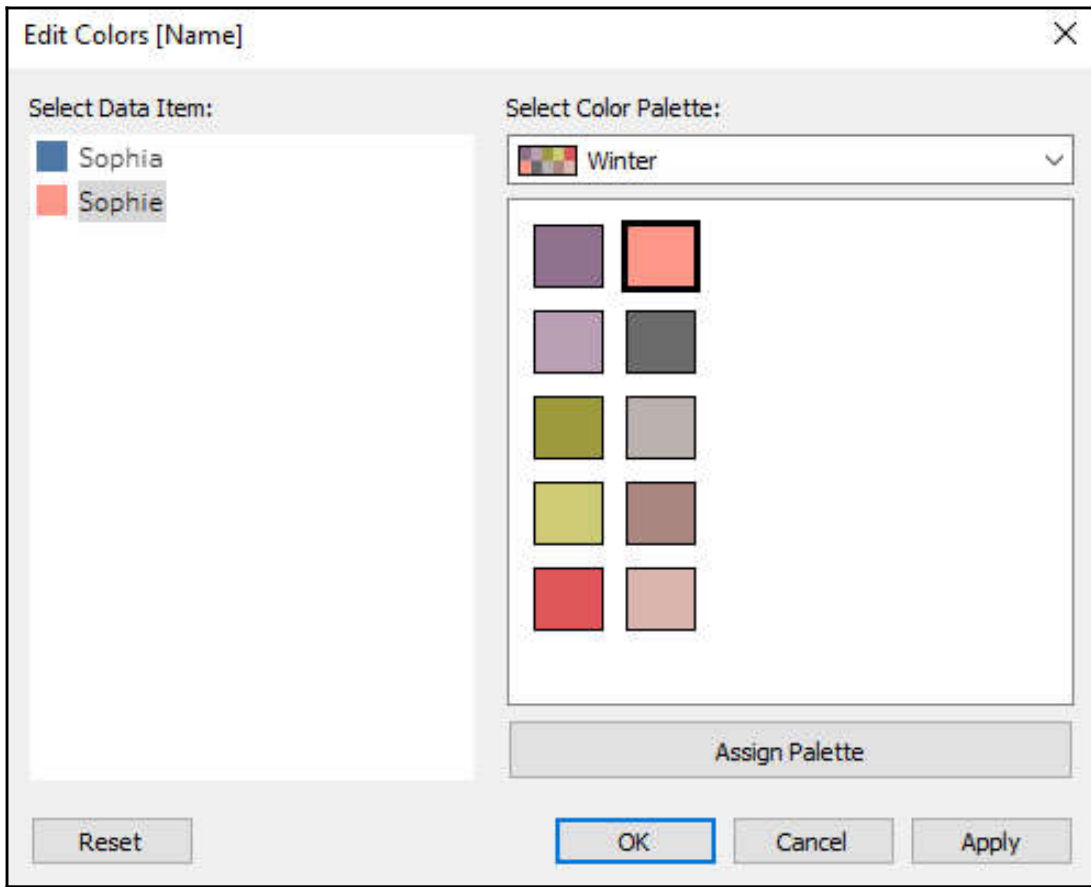 Edit Colors [Name]
Select Data Item:
Sophia
Sophie
Select Color Palette:
Winter
Assign Palette
Reset
OK
Cancel
Apply